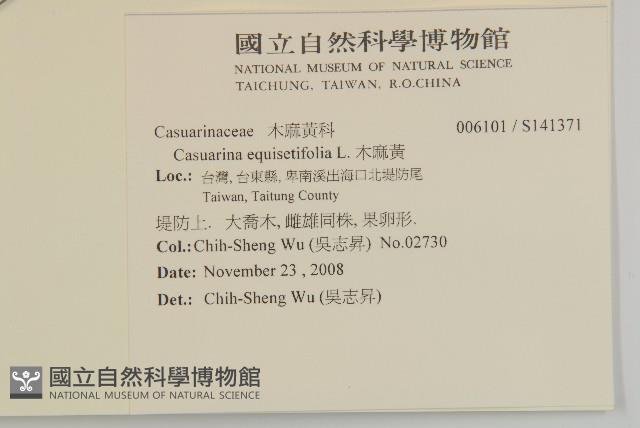 國立自然科學博物館
NATIONAL MUSEUM OF NATURAL SCIENCE
TAICHUNG, TAIWAN, R.O.CHINA
Casuarinaceae 木麻黃科 006101 / S141371
Casuarina equisetifolia L. 木麻黃
Loc.: 台灣, 台東縣, 卑南溪出海口北堤防尾
Taiwan, Taitung County
堤防上. 大喬木, 雌雄同株, 果卵形.
Col.: Chih-Sheng Wu (吳志昇) No.02730
Date: November 23 , 2008
Det.: Chih-Sheng Wu (吳志昇)
國立自然科學博物館
NATIONAL MUSEUM OF NATURAL SCIENCE